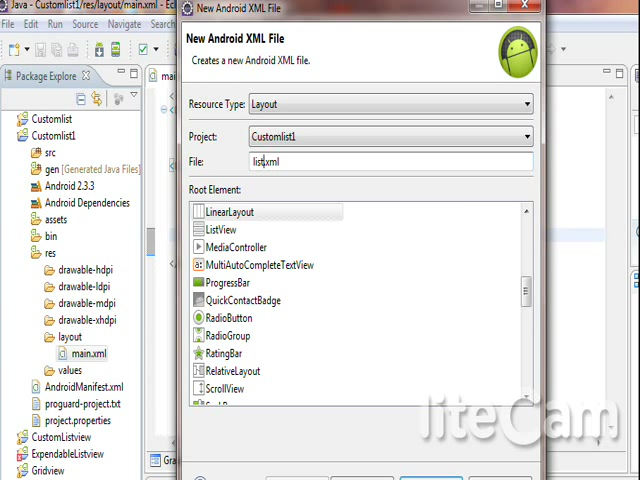 Java - Customlist1/res/layout/main.xml - Ecl
File Edit Run Source Navigate Search
Package Explore
Customlist
Customlist1
src
gen [Generated Java Files]
Android 2.3.3
Android Dependencies
assets
bin
res
drawable-hdpi
drawable-ldpi
drawable-mdpi
drawable-xhdpi
layout
main.xml
values
AndroidManifest.xml
proguard-project.txt
project.properties
CustomListview
ExpendableListview
Gridview
mai
Gra
New Android XML File
New Android XML File
Creates a new Android XML file.
Resource Type: Layout
Project: Customlist1
File: list.xml
Root Element:
LinearLayout
ListView
MediaController
MultiAutoCompleteTextView
ProgressBar
QuickContactBadge
RadioButton
RadioGroup
RatingBar
RelativeLayout
ScrollView
liteCam